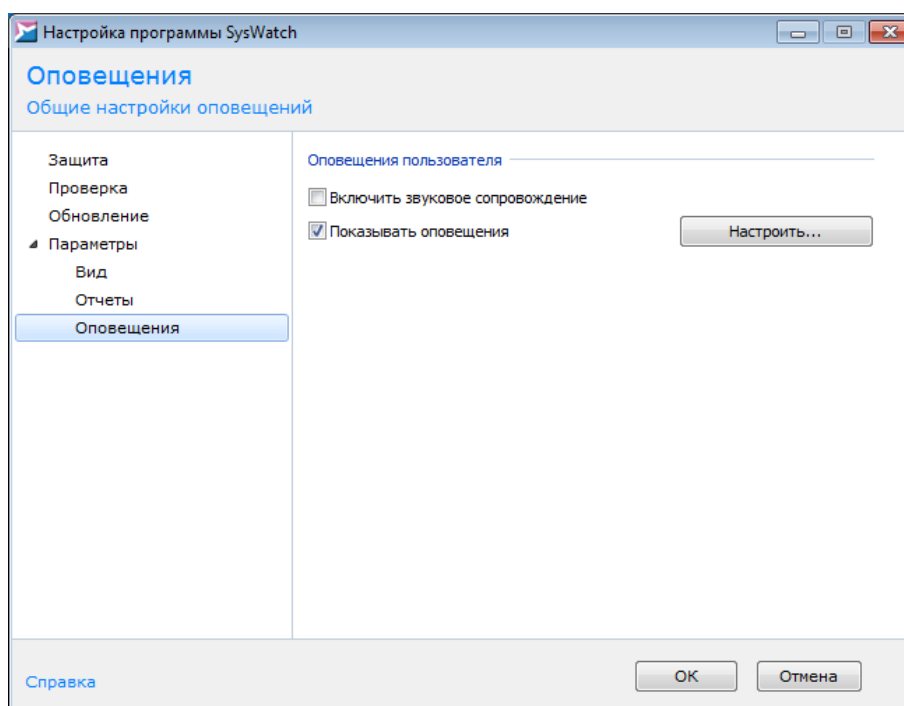 Настройка программы SysWatch
Оповещения
Общие настройки оповещений
Защита
Проверка
Обновление
Параметры
Вид
Отчеты
Оповещения
Оповещения пользователя
Включить звуковое сопровождение
Показывать оповещения
Настроить...
Справка
ОК
Отмена